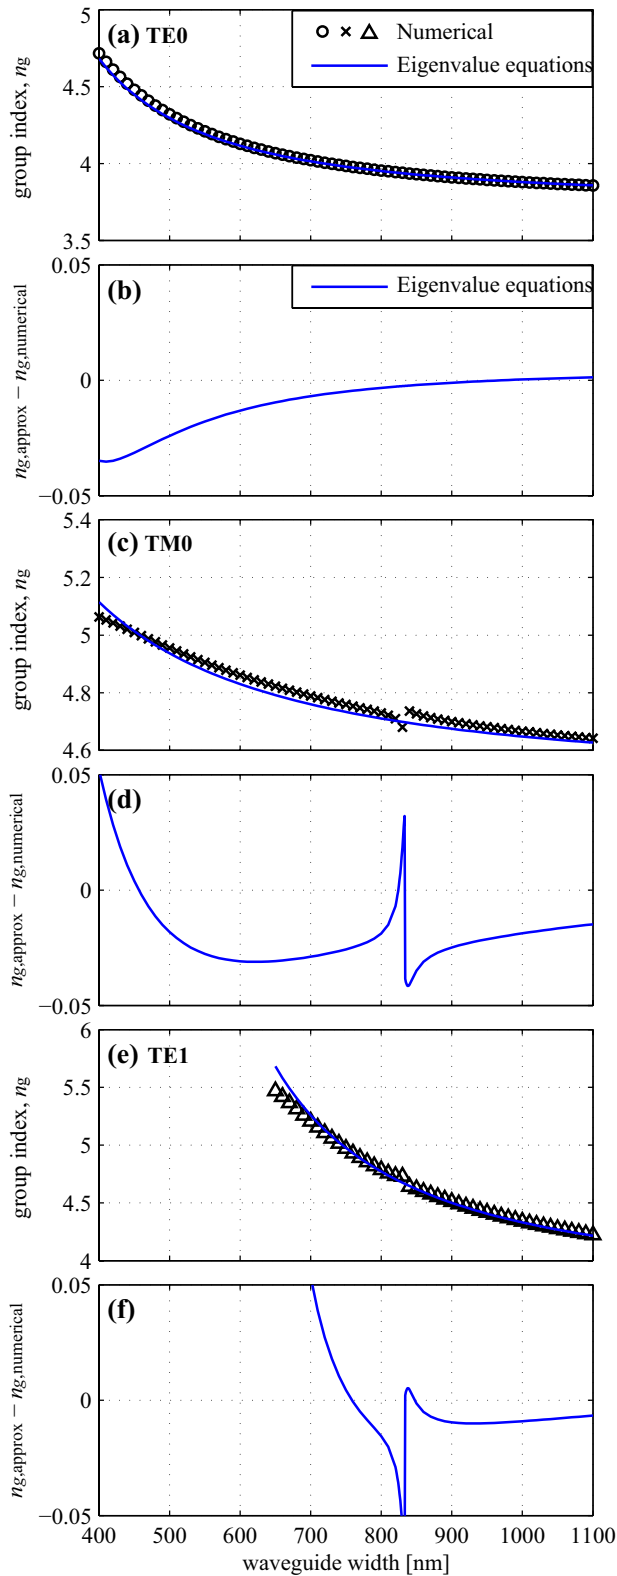 5
(a) TE0
Numerical
Eigenvalue equations
4.5
4
3.5
group index, ng
0.05
(b)
Eigenvalue equations
0
−0.05
ng,approx − ng,numerical
5.4
(c) TM0
5.2
5
4.8
4.6
group index, ng
0.05
(d)
0
−0.05
ng,approx − ng,numerical
6
(e) TE1
5.5
5
4.5
4
group index, ng
0.05
(f)
0
−0.05
ng,approx − ng,numerical
400 500 600 700 800 900 1000 1100
waveguide width [nm]